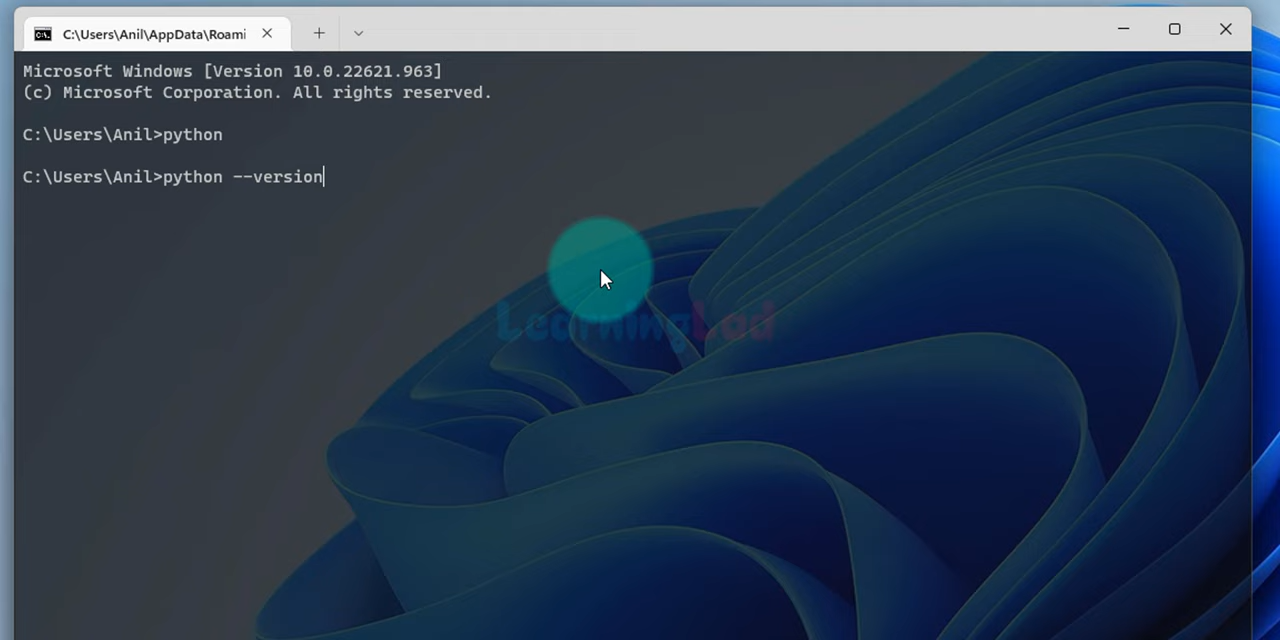 C:\Users\Anil\AppData\Roami
Microsoft Windows [Version 10.0.22621.963]
(c) Microsoft Corporation. All rights reserved.
C:\Users\Anil>python
C:\Users\Anil>python --version
LearningLad